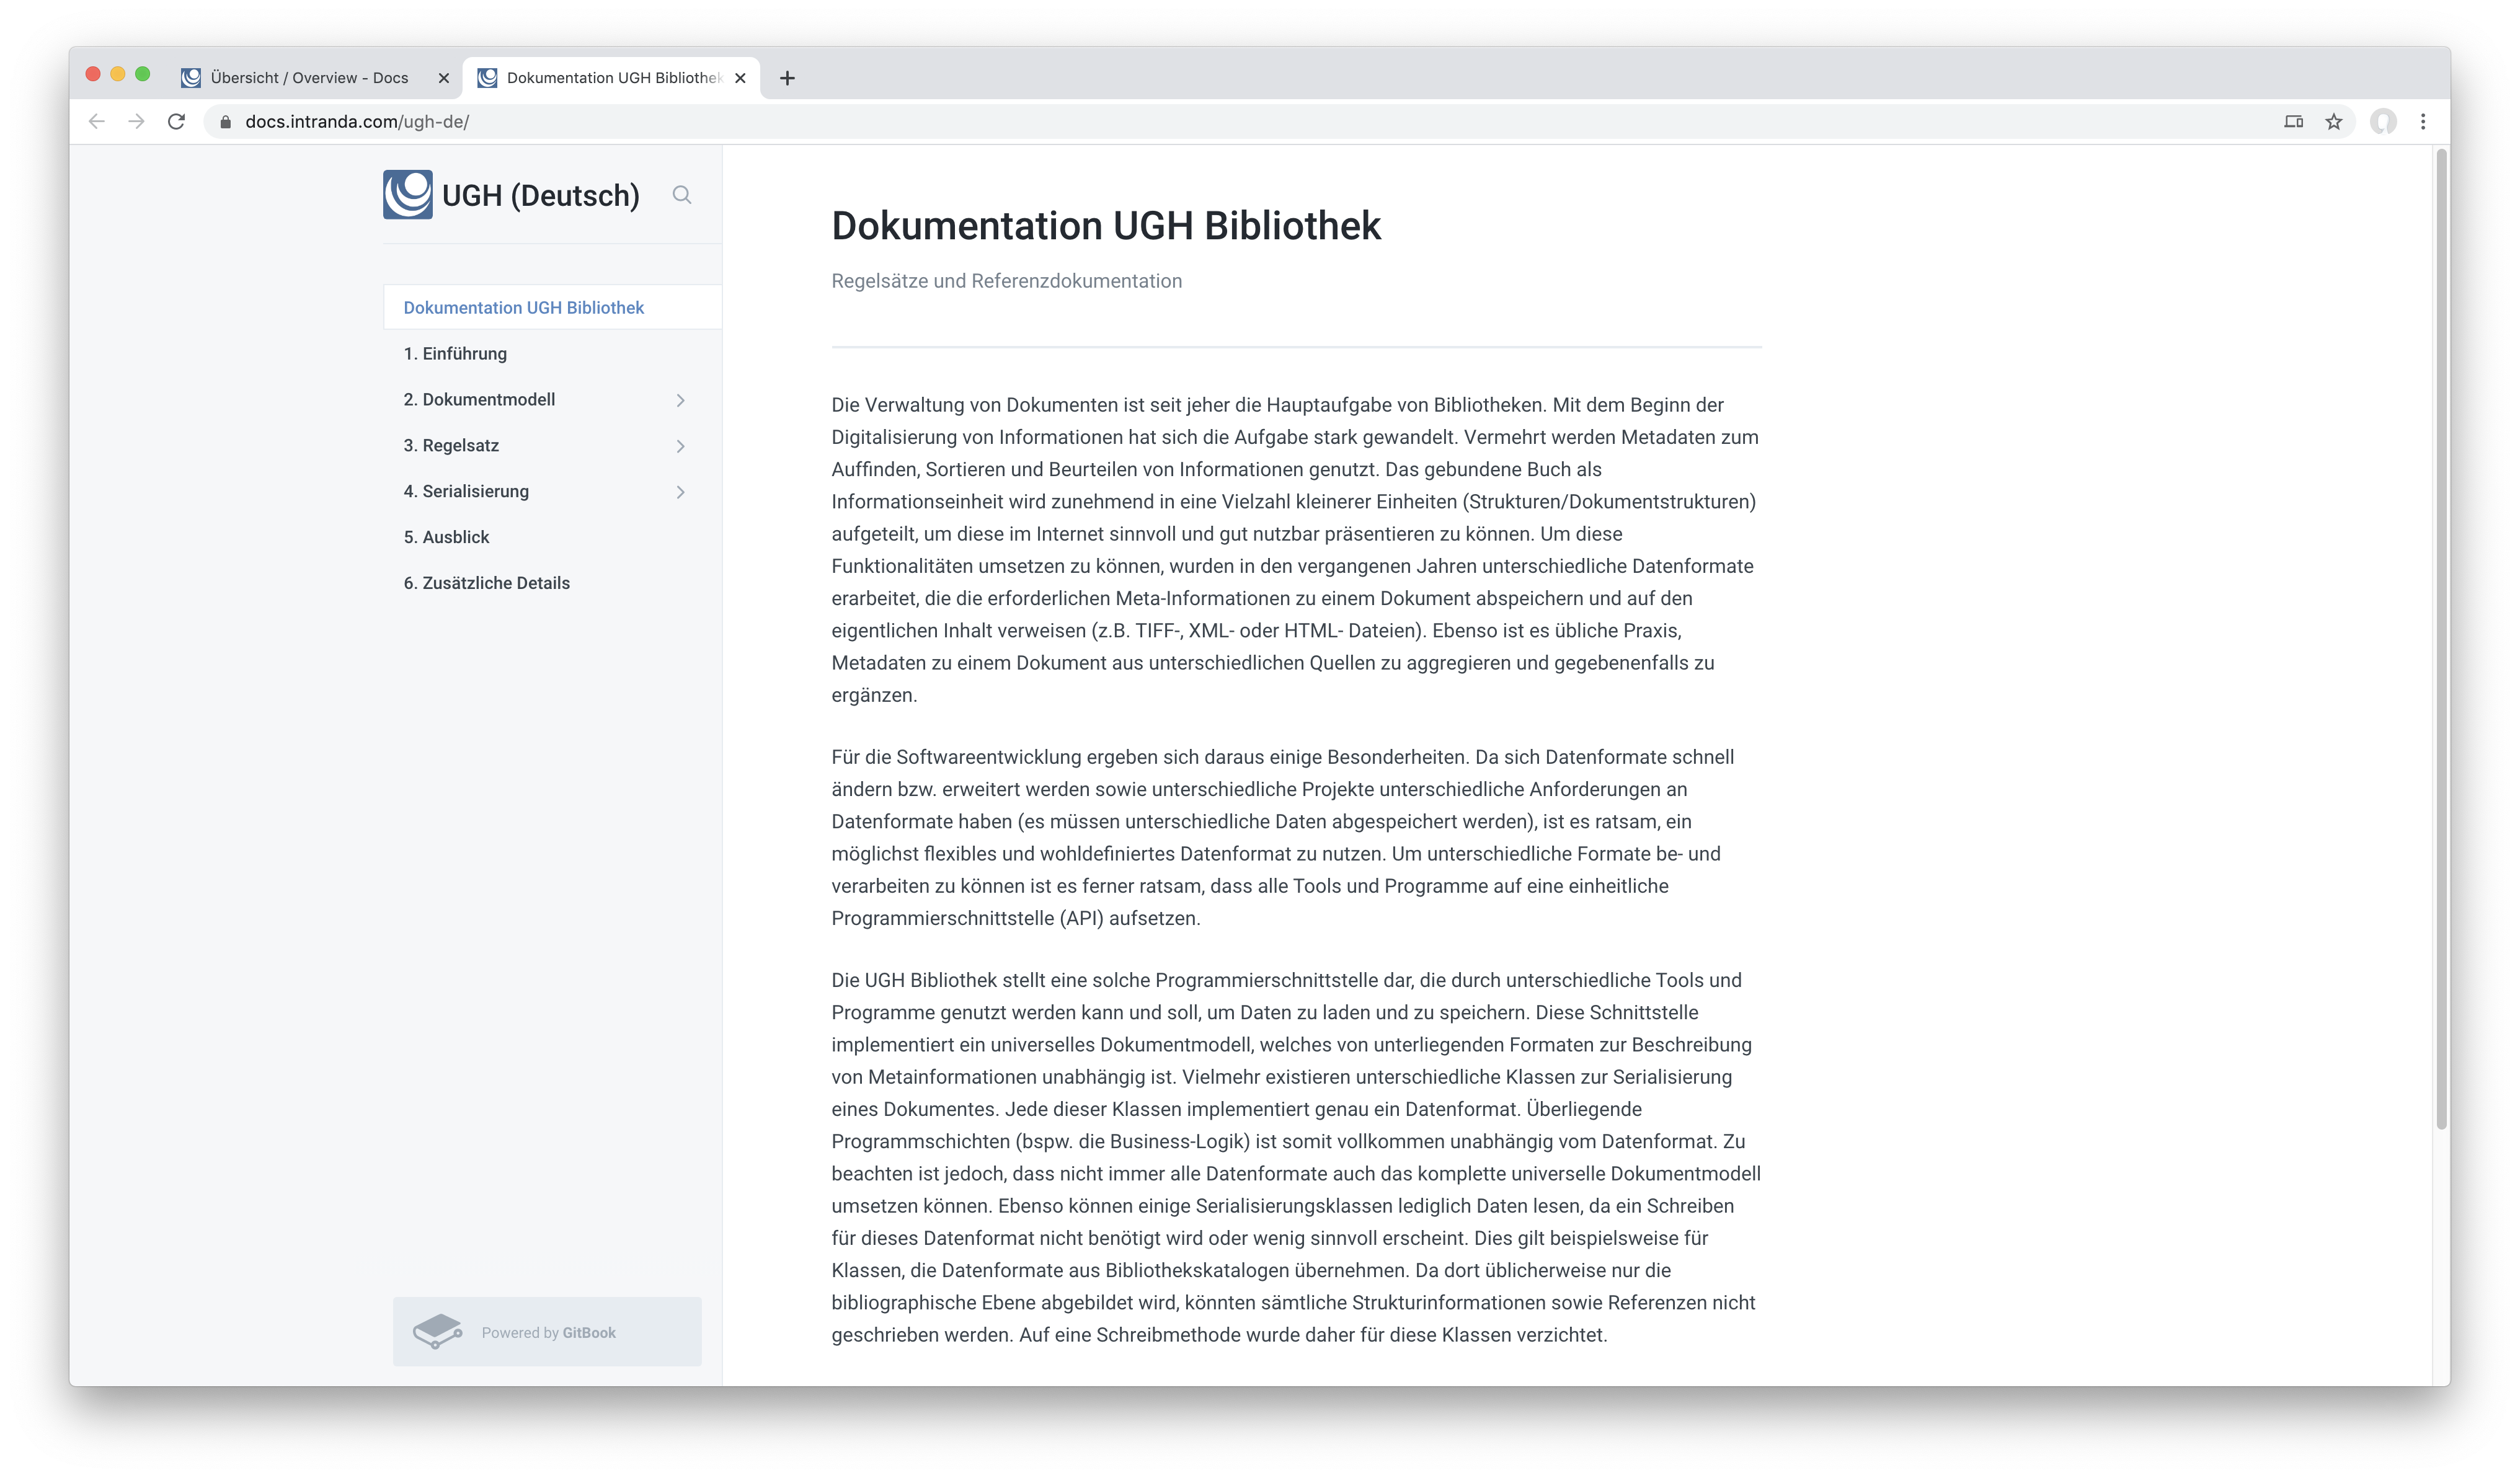 Übersicht / Overview - Docs
Dokumentation UGH Bibliothek
docs.intranda.com/ugh-de/
UGH (Deutsch)
Dokumentation UGH Bibliothek
1. Einführung
2. Dokumentmodell
3. Regelsatz
4. Serialisierung
5. Ausblick
6. Zusätzliche Details
Powered by GitBook
Dokumentation UGH Bibliothek
Regelsätze und Referenzdokumentation
Die Verwaltung von Dokumenten ist seit jeher die Hauptaufgabe von Bibliotheken. Mit dem Beginn der
Digitalisierung von Informationen hat sich die Aufgabe stark gewandelt. Vermehrt werden Metadaten zum
Auffinden, Sortieren und Beurteilen von Informationen genutzt. Das gebundene Buch als
Informationseinheit wird zunehmend in eine Vielzahl kleinerer Einheiten (Strukturen/Dokumentstrukturen)
aufgeteilt, um diese im Internet sinnvoll und gut nutzbar präsentieren zu können. Um diese
Funktionalitäten umsetzen zu können, wurden in den vergangenen Jahren unterschiedliche Datenformate
erarbeitet, die die erforderlichen Meta-Informationen zu einem Dokument abspeichern und auf den
eigentlichen Inhalt verweisen (z.B. TIFF-, XML- oder HTML- Dateien). Ebenso ist es übliche Praxis,
Metadaten zu einem Dokument aus unterschiedlichen Quellen zu aggregieren und gegebenenfalls zu
ergänzen.
Für die Softwareentwicklung ergeben sich daraus einige Besonderheiten. Da sich Datenformate schnell
ändern bzw. erweitert werden sowie unterschiedliche Projekte unterschiedliche Anforderungen an
Datenformate haben (es müssen unterschiedliche Daten abgespeichert werden), ist es ratsam, ein
möglichst flexibles und wohldefiniertes Datenformat zu nutzen. Um unterschiedliche Formate be- und
verarbeiten zu können ist es ferner ratsam, dass alle Tools und Programme auf eine einheitliche
Programmierschnittstelle (API) aufsetzen.
Die UGH Bibliothek stellt eine solche Programmierschnittstelle dar, die durch unterschiedliche Tools und
Programme genutzt werden kann und soll, um Daten zu laden und zu speichern. Diese Schnittstelle
implementiert ein universelles Dokumentmodell, welches von unterliegenden Formaten zur Beschreibung
von Metainformationen unabhängig ist. Vielmehr existieren unterschiedliche Klassen zur Serialisierung
eines Dokumentes. Jede dieser Klassen implementiert genau ein Datenformat. Überliegende
Programmschichten (bspw. die Business-Logik) ist somit vollkommen unabhängig vom Datenformat. Zu
beachten ist jedoch, dass nicht immer alle Datenformate auch das komplette universelle Dokumentmodell
umsetzen können. Ebenso können einige Serialisierungsklassen lediglich Daten lesen, da ein Schreiben
für dieses Datenformat nicht benötigt wird oder wenig sinnvoll erscheint. Dies gilt beispielsweise für
Klassen, die Datenformate aus Bibliothekskatalogen übernehmen. Da dort üblicherweise nur die
bibliographische Ebene abgebildet wird, könnten sämtliche Strukturinformationen sowie Referenzen nicht
geschrieben werden. Auf eine Schreibmethode wurde daher für diese Klassen verzichtet.